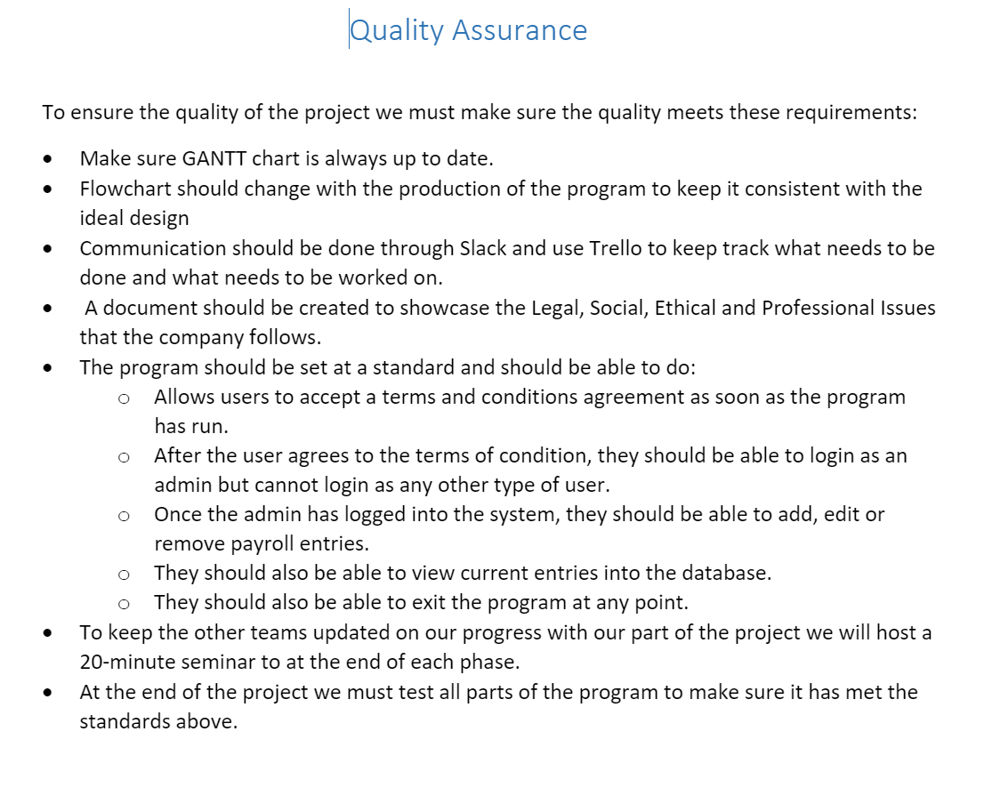 Quality Assurance
To ensure the quality of the project we must make sure the quality meets these requirements:
• Make sure GANTT chart is always up to date.
• Flowchart should change with the production of the program to keep it consistent with the
ideal design
• Communication should be done through Slack and use Trello to keep track what needs to be
done and what needs to be worked on.
• A document should be created to showcase the Legal, Social, Ethical and Professional Issues
that the company follows.
• The program should be set at a standard and should be able to do:
o Allows users to accept a terms and conditions agreement as soon as the program
has run.
o After the user agrees to the terms of condition, they should be able to login as an
admin but cannot login as any other type of user.
o Once the admin has logged into the system, they should be able to add, edit or
remove payroll entries.
o They should also be able to view current entries into the database.
o They should also be able to exit the program at any point.
• To keep the other teams updated on our progress with our part of the project we will host a
20-minute seminar to at the end of each phase.
• At the end of the project we must test all parts of the program to make sure it has met the
standards above.